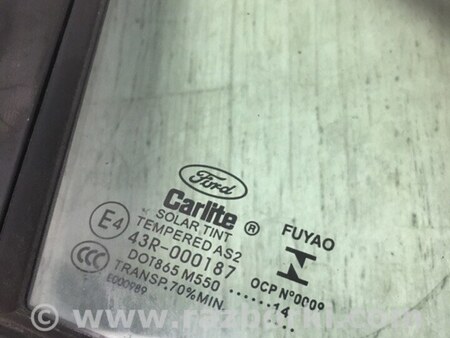 Ford
Carlite ®
SOLAR TINT
TEMPERED AS2
43R-000187
DOT865 M550
TRANSP.70%MIN.
E4
CCC
E000989
FUYAO
OCP Nº0009
......14